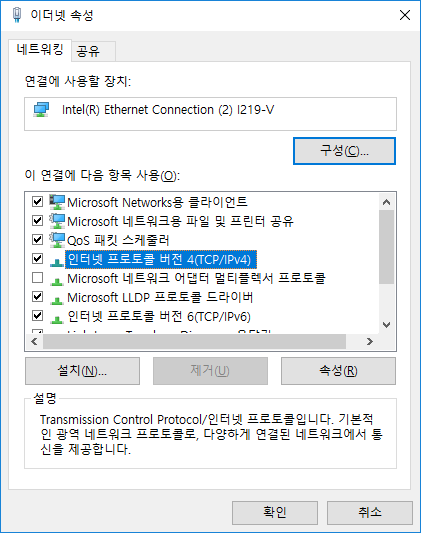 이더넷 속성
네트워킹
공유
연결에 사용할 장치:
Intel(R) Ethernet Connection (2) I219-V
구성(C)...
이 연결에 다음 항목 사용(O):
Microsoft Networks용 클라이언트
Microsoft 네트워크용 파일 및 프린터 공유
QoS 패킷 스케줄러
인터넷 프로토콜 버전 4(TCP/IPv4)
Microsoft 네트워크 어댑터 멀티플렉서 프로토콜
Microsoft LLDP 프로토콜 드라이버
인터넷 프로토콜 버전 6(TCP/IPv6)
설치(N)...
제거(U)
속성(R)
설명
Transmission Control Protocol/인터넷 프로토콜입니다. 기본적
인 광역 네트워크 프로토콜로, 다양하게 연결된 네트워크에서 통
신을 제공합니다.
확인
취소